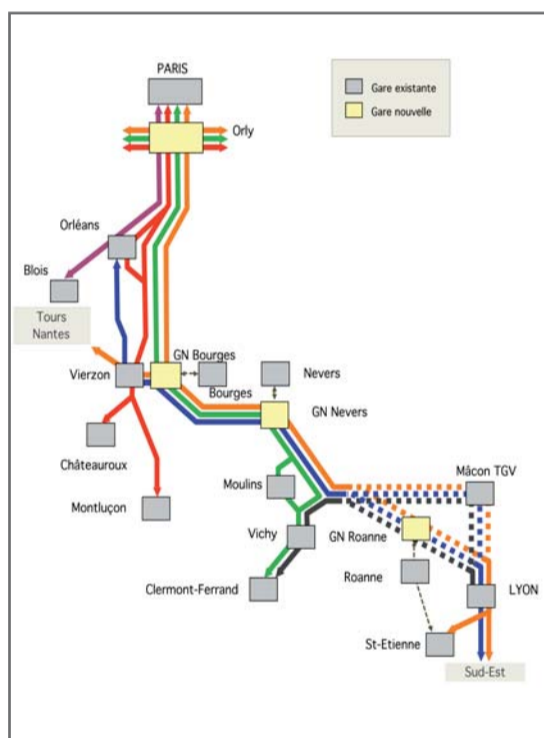 PARIS
Gare existante
Gare nouvelle
Orly
Orléans
Blois
Tours
Nantes
GN Bourges
Vierzon
Bourges
Nevers
GN Nevers
Châteauroux
Moulins
Mâcon TGV
Montluçon
Vichy
GN Roanne
Clermont-Ferrand
Roanne
LYON
St-Etienne
Sud-Est